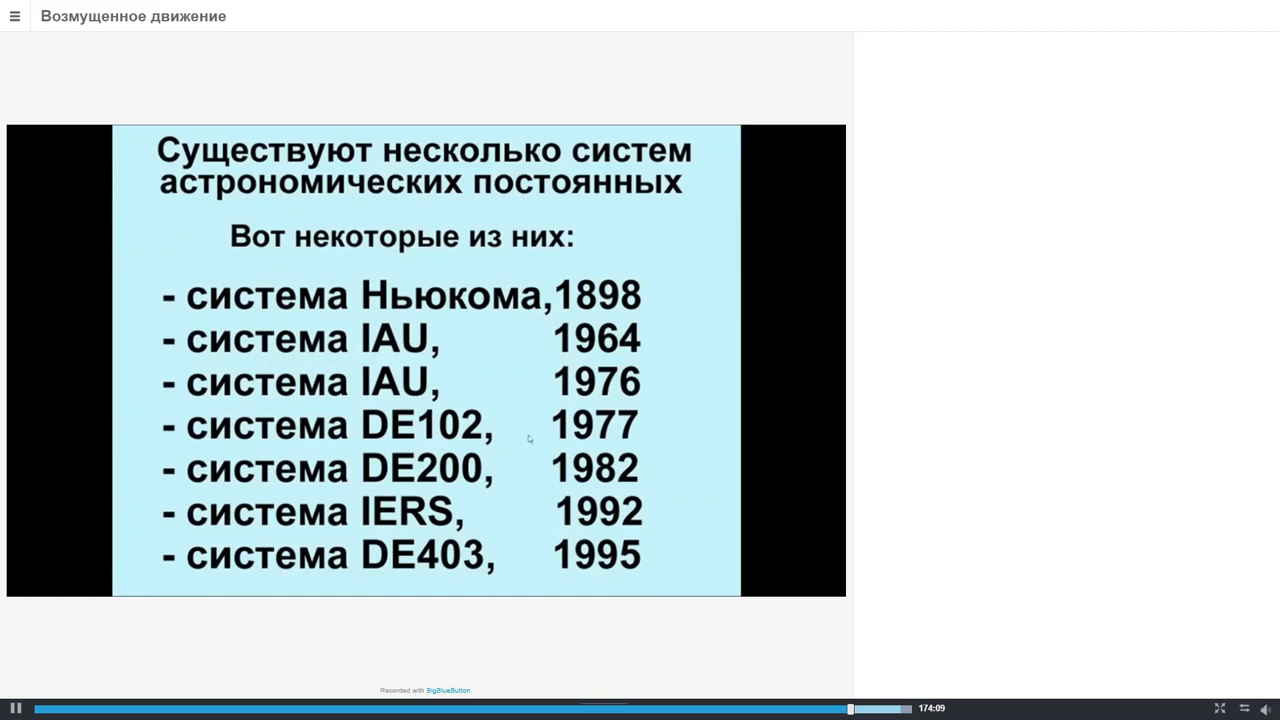 Возмущенное движение
Существуют несколько систем
астрономических постоянных
Вот некоторые из них:
- система Ньюкома,1898
- система IAU, 1964
- система IAU, 1976
- система DE102, 1977
- система DE200, 1982
- система IERS, 1992
- система DE403, 1995
Recorded with BigBlueButton.
174:09